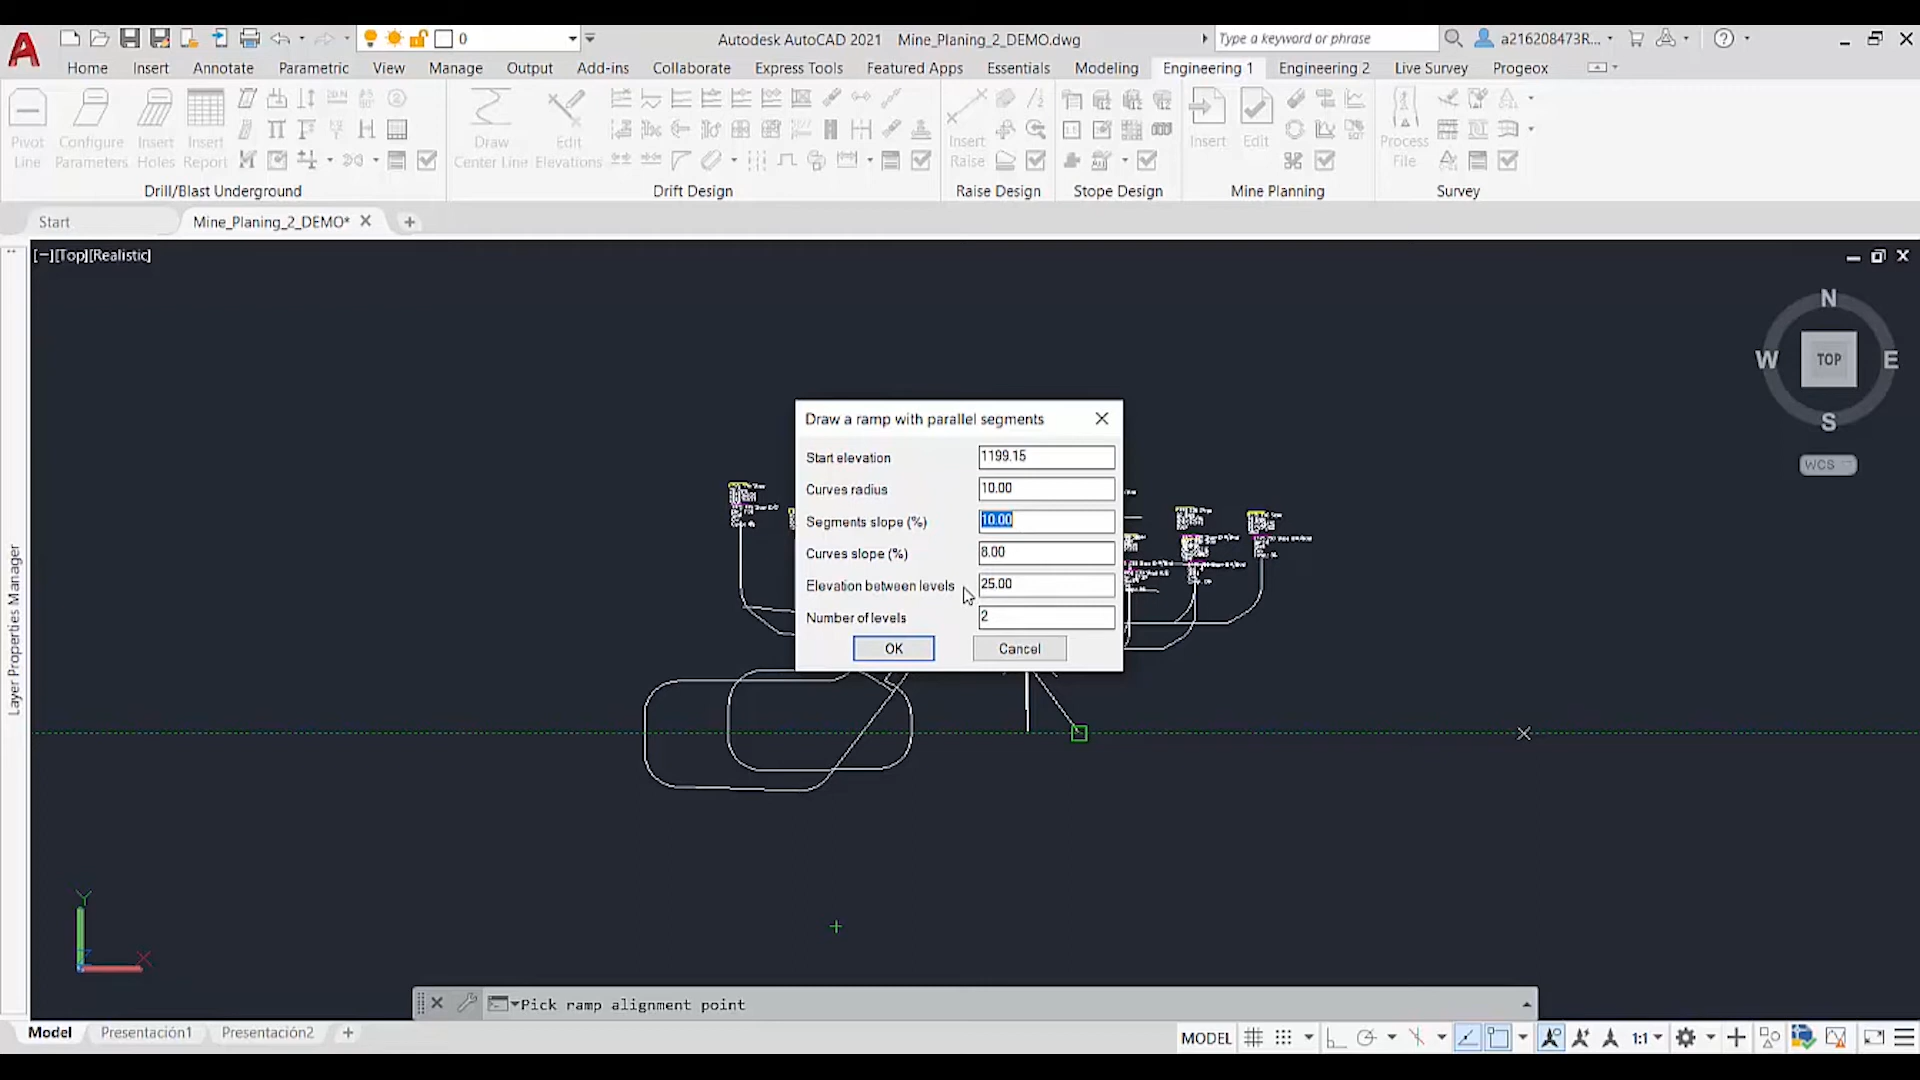 0
Autodesk AutoCAD 2021 Mine_Planing_2_DEMO.dwg
Type a keyword or phrase
a216208473R...
Home Insert Annotate Parametric View Manage Output Add-ins Collaborate Express Tools Featured Apps Essentials Modeling Engineering 1 Engineering 2 Live Survey Progeox
Pivot Line
Configure Parameters
Insert Holes
Insert Report
Draw Center Line
Edit Elevations
Insert Raise
Insert
Edit
Process File
Drill/Blast Underground
Drift Design
Raise Design
Stope Design
Mine Planning
Survey
Start
Mine_Planing_2_DEMO*
[−][Top][Realistic]
N
W TOP E
S
WCS
Layer Properties Manager
Draw a ramp with parallel segments
Start elevation 1199.15
Curves radius 10.00
Segments slope (%) 10.00
Curves slope (%) 8.00
Elevation between levels 25.00
Number of levels 2
OK Cancel
Y
X
Pick ramp alignment point
Model Presentación1 Presentación2
MODEL 1:1